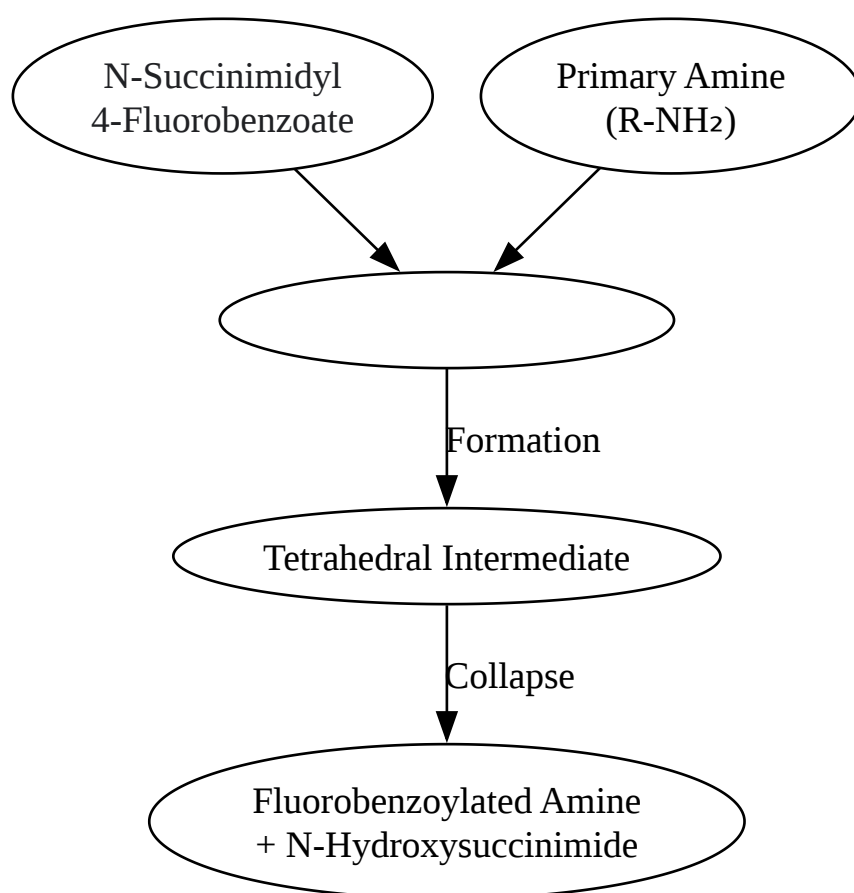 N-Succinimidyl
4-Fluorobenzoate
Primary Amine
(R-NH₂)
Formation
Tetrahedral Intermediate
Collapse
Fluorobenzoylated Amine
+ N-Hydroxysuccinimide